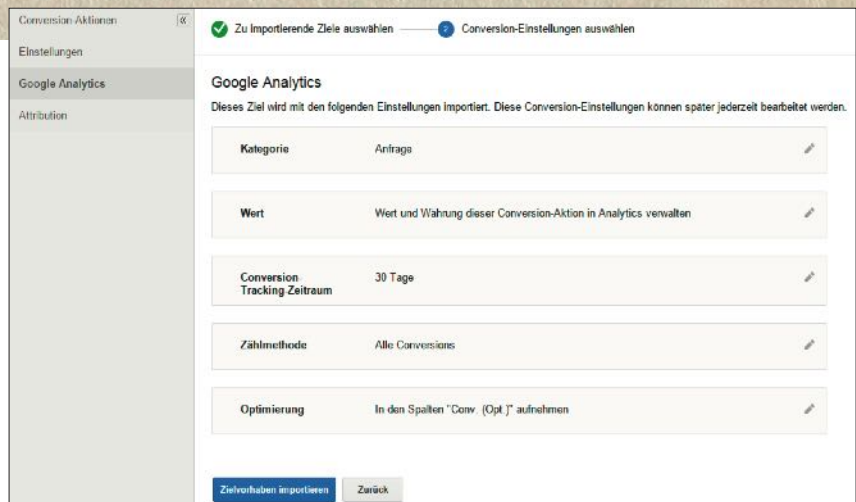 Conversion-Aktionen
Einstellungen
Google Analytics
Attribution
Zu importierende Ziele auswählen
2
Conversion-Einstellungen auswählen
Google Analytics
Dieses Ziel wird mit den folgenden Einstellungen importiert. Diese Conversion-Einstellungen können später jederzeit bearbeitet werden.
Kategorie Anfrage
Wert Wert und Währung dieser Conversion-Aktion in Analytics verwalten
Conversion- 30 Tage
Tracking-Zeitraum
Zählmethode Alle Conversions
Optimierung In den Spalten "Conv. (Opt.)" aufnehmen
Zielvorhaben importieren Zurück